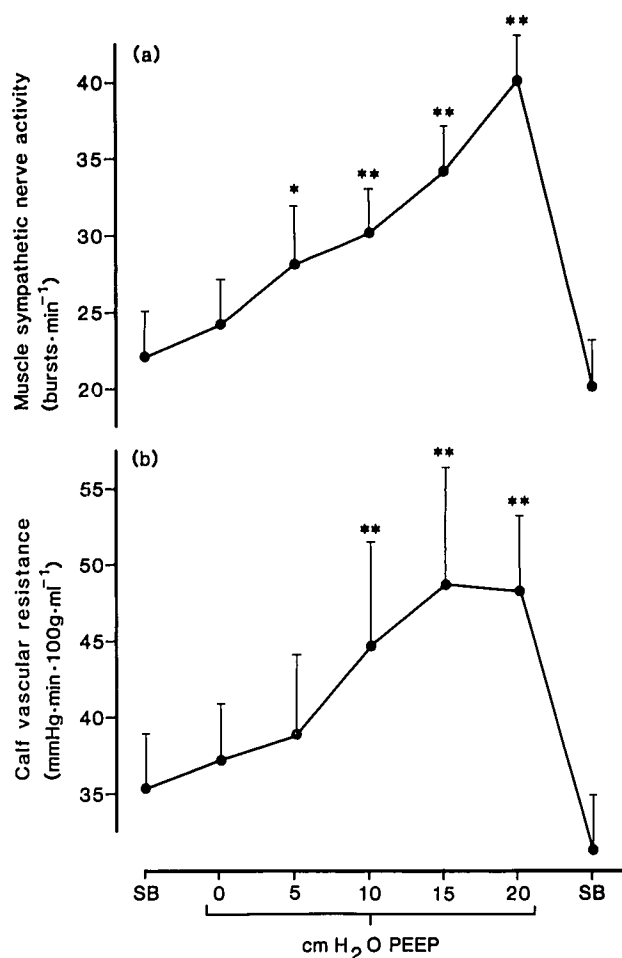 (a)
Muscle sympathetic nerve activity
(bursts·min⁻¹)
40
35
30
25
20
*
**
**
**
(b)
Calf vascular resistance
(mmHg·min·100g·ml⁻¹)
55
50
45
40
35
**
**
**
SB 0 5 10 15 20 SB
cm H₂O PEEP